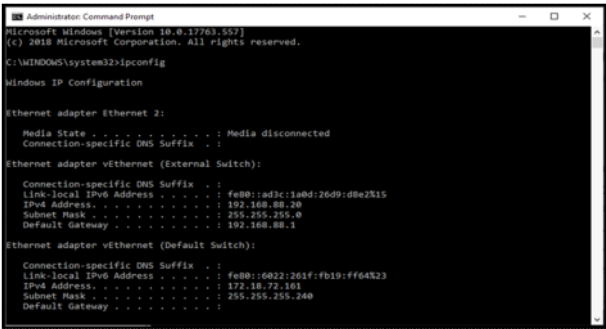 Administrator: Command Prompt
Microsoft Windows [Version 10.0.17763.557]
(c) 2018 Microsoft Corporation. All rights reserved.
C:\WINDOWS\system32>ipconfig
Windows IP Configuration
Ethernet adapter Ethernet 2:
Media State . . . . . . . . . . . : Media disconnected
Connection-specific DNS Suffix  . :
Ethernet adapter vEthernet (External Switch):
Connection-specific DNS Suffix  . :
Link-local IPv6 Address . . . . . : fe80::ad3c:1a0d:26d9:d8e2%15
IPv4 Address. . . . . . . . . . . : 192.168.88.20
Subnet Mask . . . . . . . . . . . : 255.255.255.0
Default Gateway . . . . . . . . . : 192.168.88.1
Ethernet adapter vEthernet (Default Switch):
Connection-specific DNS Suffix  . :
Link-local IPv6 Address . . . . . : fe80::6022:261f:fb19:ff64%23
IPv4 Address. . . . . . . . . . . : 172.18.72.161
Subnet Mask . . . . . . . . . . . : 255.255.255.240
Default Gateway . . . . . . . . . :